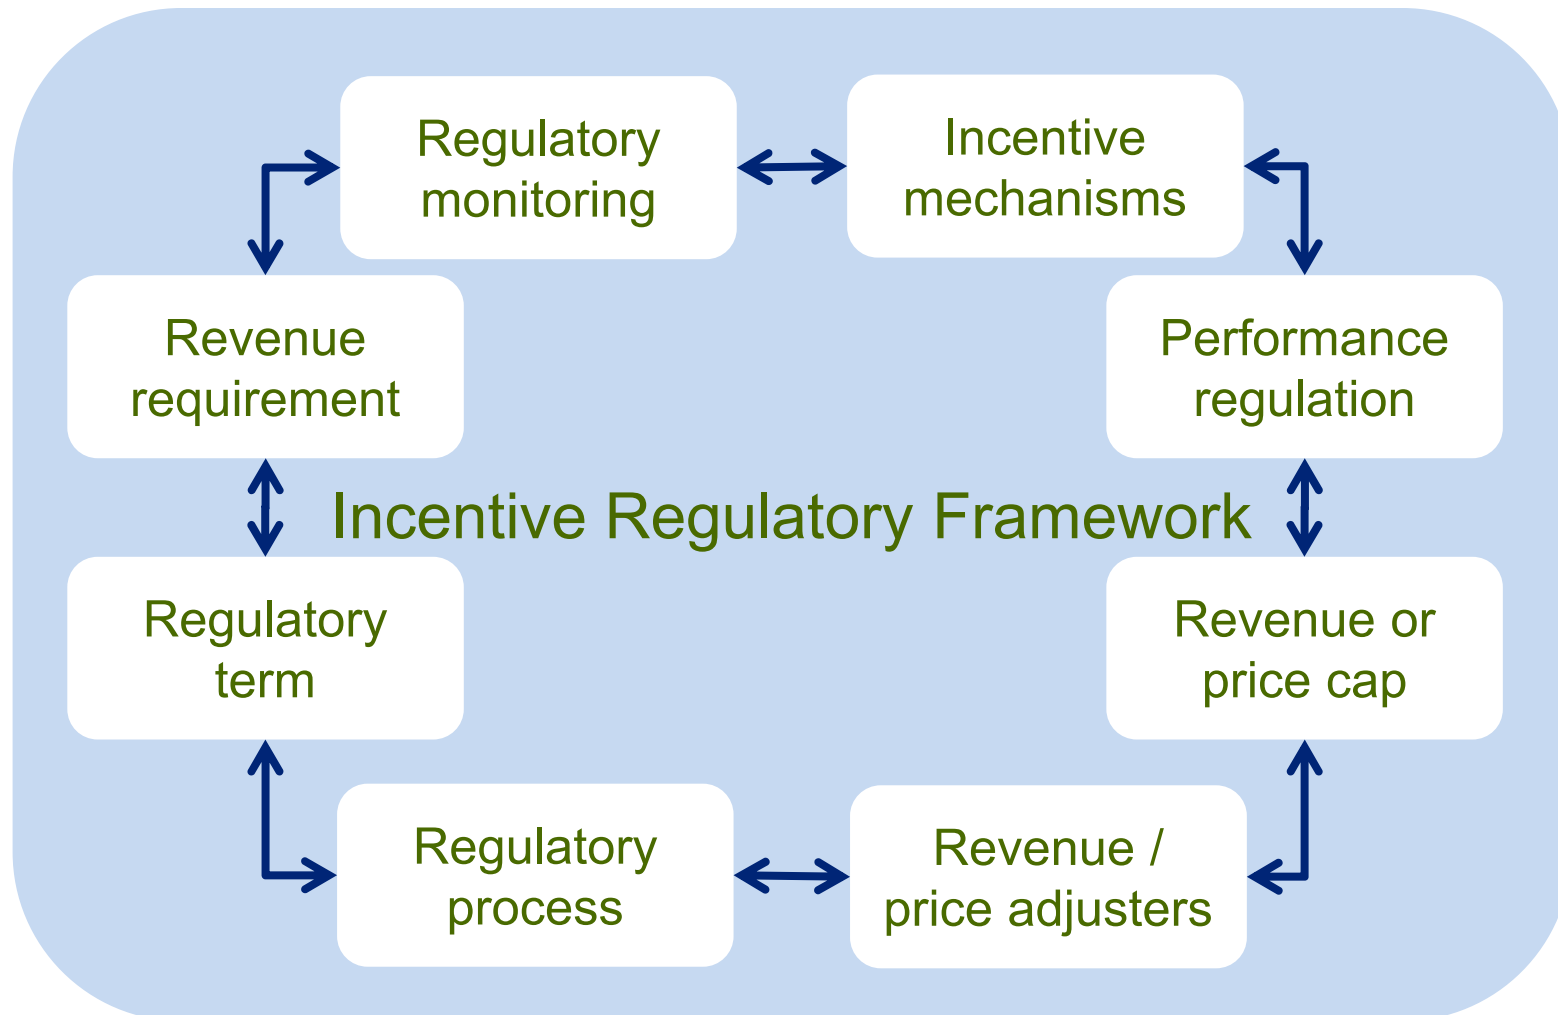 Regulatory
monitoring
Incentive
mechanisms
Revenue
requirement
Performance
regulation
Incentive Regulatory Framework
Regulatory
term
Revenue or
price cap
Regulatory
process
Revenue /
price adjusters